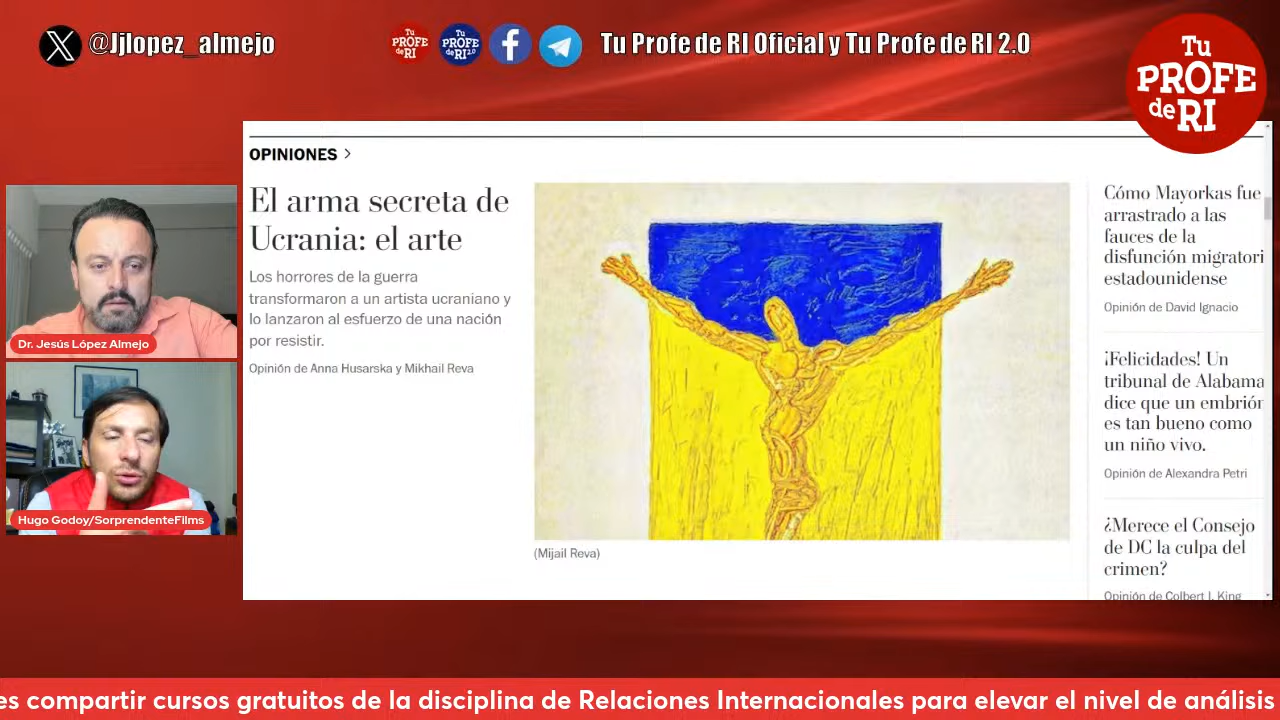 @Jjlopez_almejo
Tu
PROFE
de RI
Tu
PROFE
de RI 2.0
Tu Profe de RI Oficial y Tu Profe de RI 2.0
Tu
PROFE
de RI
OPINIONES >
El arma secreta de
Ucrania: el arte
Los horrores de la guerra
transformaron a un artista ucraniano y
lo lanzaron al esfuerzo de una nación
por resistir.
Opinión de Anna Husarska y Mikhail Reva
(Mijail Reva)
Cómo Mayorkas fue
arrastrado a las
fauces de la
disfunción migratori
estadounidense
Opinión de David Ignacio
¡Felicidades! Un
tribunal de Alabama
dice que un embrión
es tan bueno como
un niño vivo.
Opinión de Alexandra Petri
¿Merece el Consejo
de DC la culpa del
crimen?
Opinión de Colbert I. King
Dr. Jesús López Almejo
Hugo Godoy/SorprendenteFilms
es compartir cursos gratuitos de la disciplina de Relaciones Internacionales para elevar el nivel de análisis